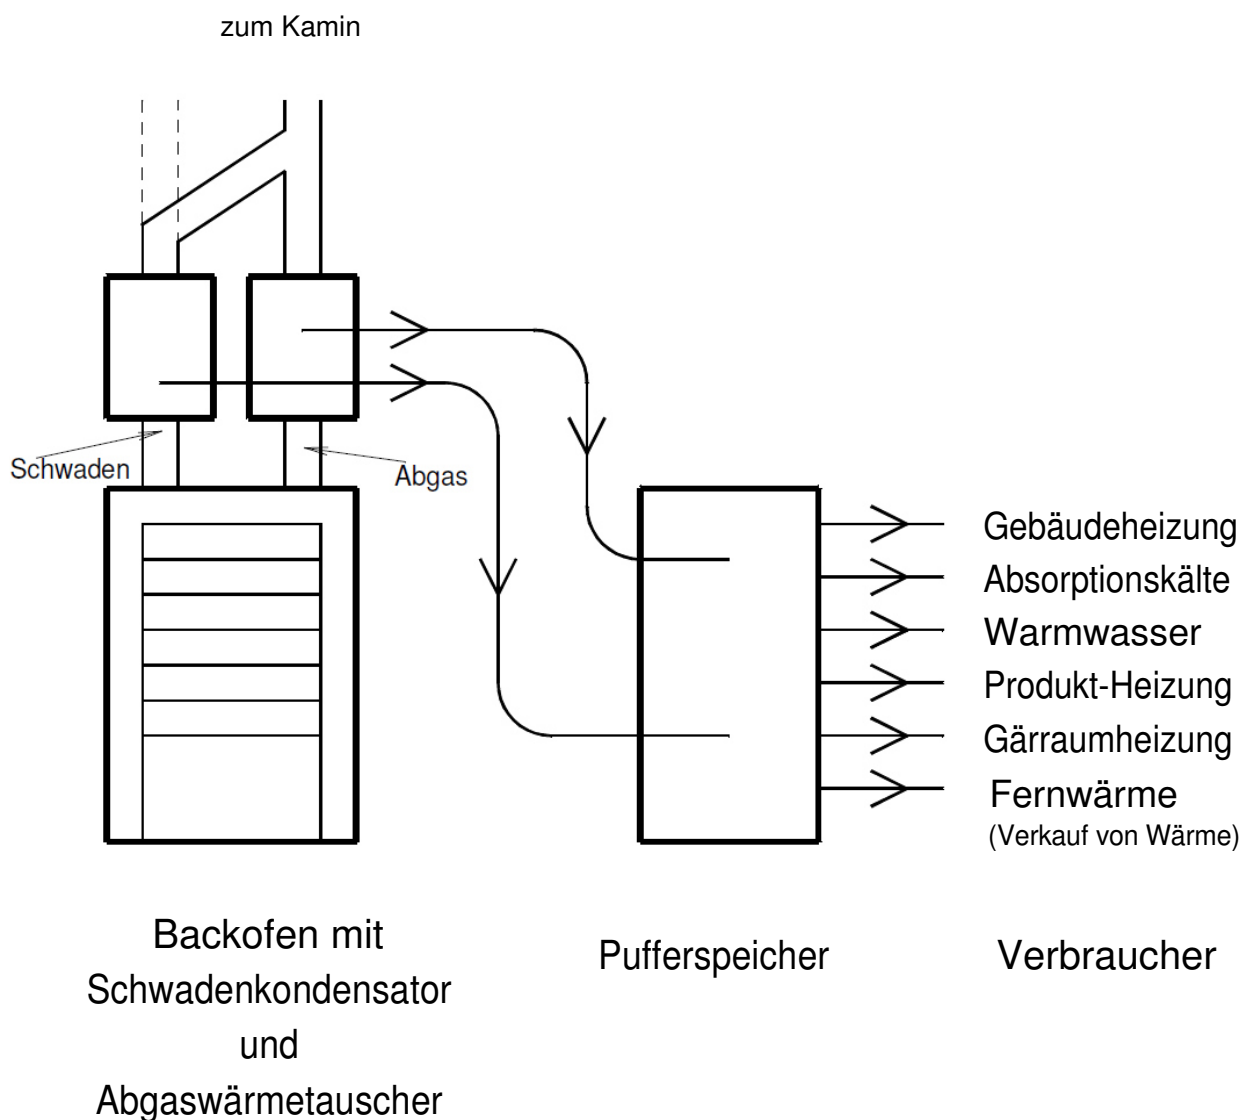 zum Kamin
Schwaden
Abgas
Gebäudeheizung
Absorptionskälte
Warmwasser
Produkt-Heizung
Gärraumheizung
Fernwärme
(Verkauf von Wärme)
Backofen mit
Schwadenkondensator
und
Abgaswärmetauscher
Pufferspeicher
Verbraucher